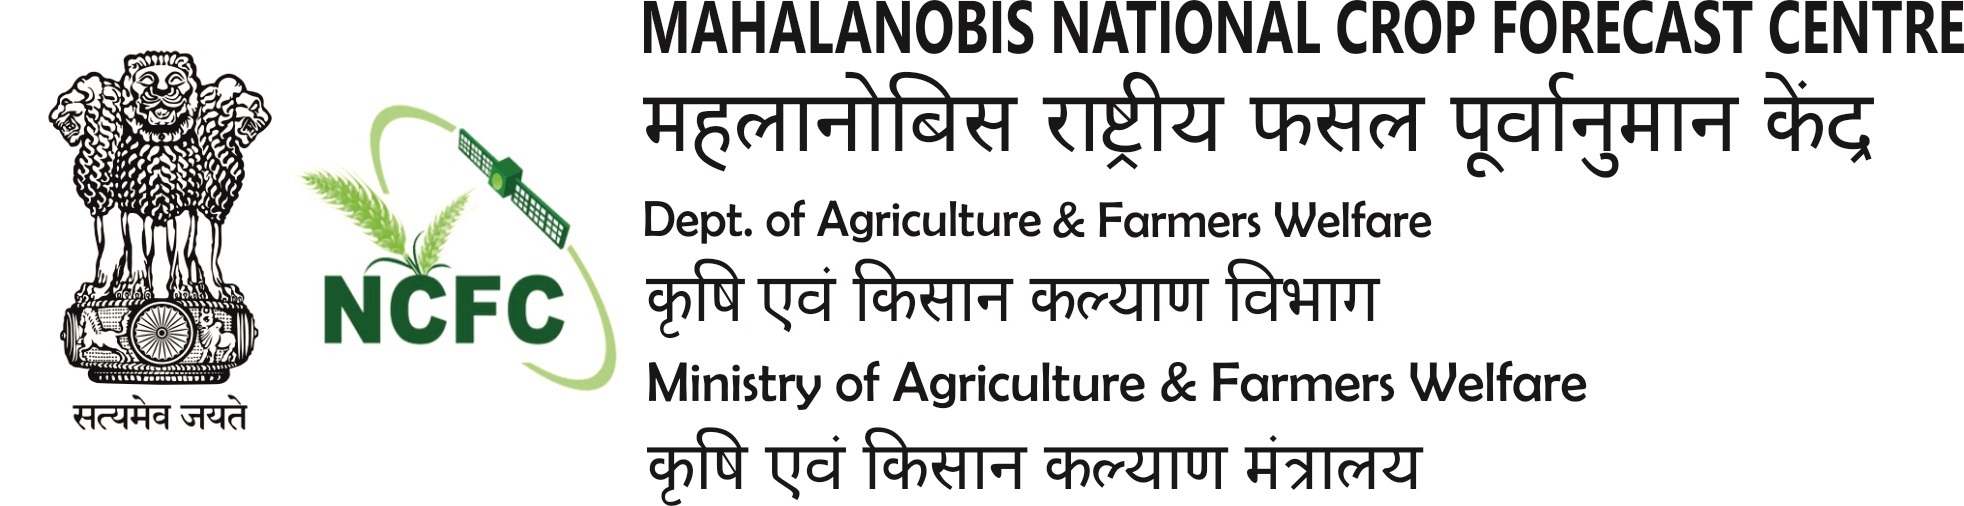 MAHALANOBIS NATIONAL CROP FORECAST CENTRE
महलानोबिस राष्ट्रीय फसल पूर्वानुमान केंद्र
Dept. of Agriculture & Farmers Welfare
कृषि एवं किसान कल्याण विभाग
Ministry of Agriculture & Farmers Welfare
कृषि एवं किसान कल्याण मंत्रालय
NCFC
सत्यमेव जयते